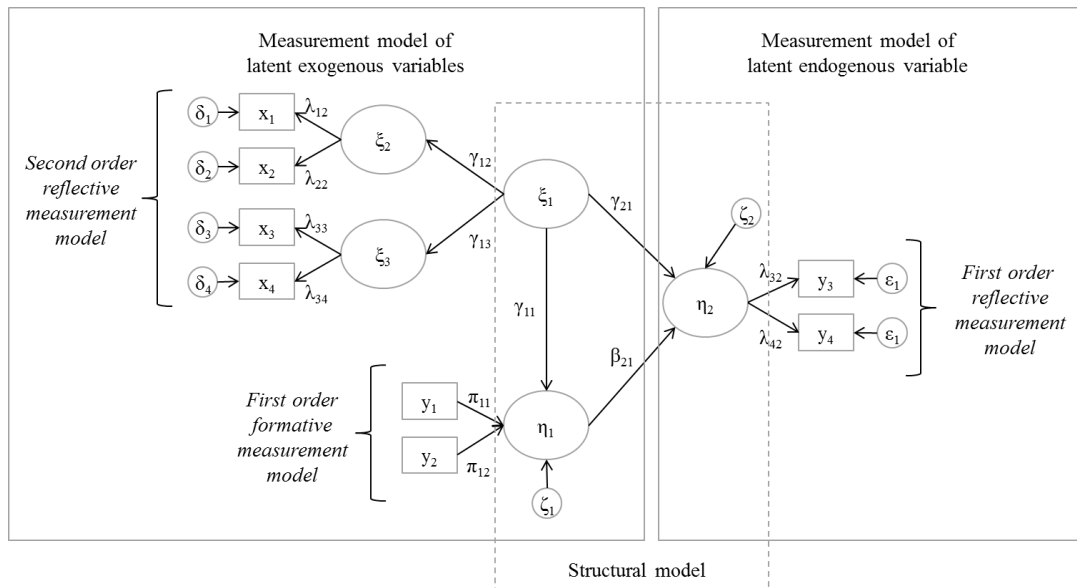 Measurement model of
latent exogenous variables
Measurement model of
latent endogenous variable
Second order
reflective
measurement
model
δ₁
x₁
λ₁₂
δ₂
x₂
λ₂₂
ξ₂
δ₃
x₃
λ₃₃
δ₄
x₄
λ₃₄
ξ₃
γ₁₂
γ₁₃
ξ₁
γ₂₁
γ₁₁
ζ₂
η₂
λ₃₂
y₃
ε₁
λ₄₂
y₄
ε₁
First order
reflective
measurement
model
β₂₁
First order
formative
measurement
model
y₁
π₁₁
y₂
π₁₂
η₁
ζ₁
Structural model